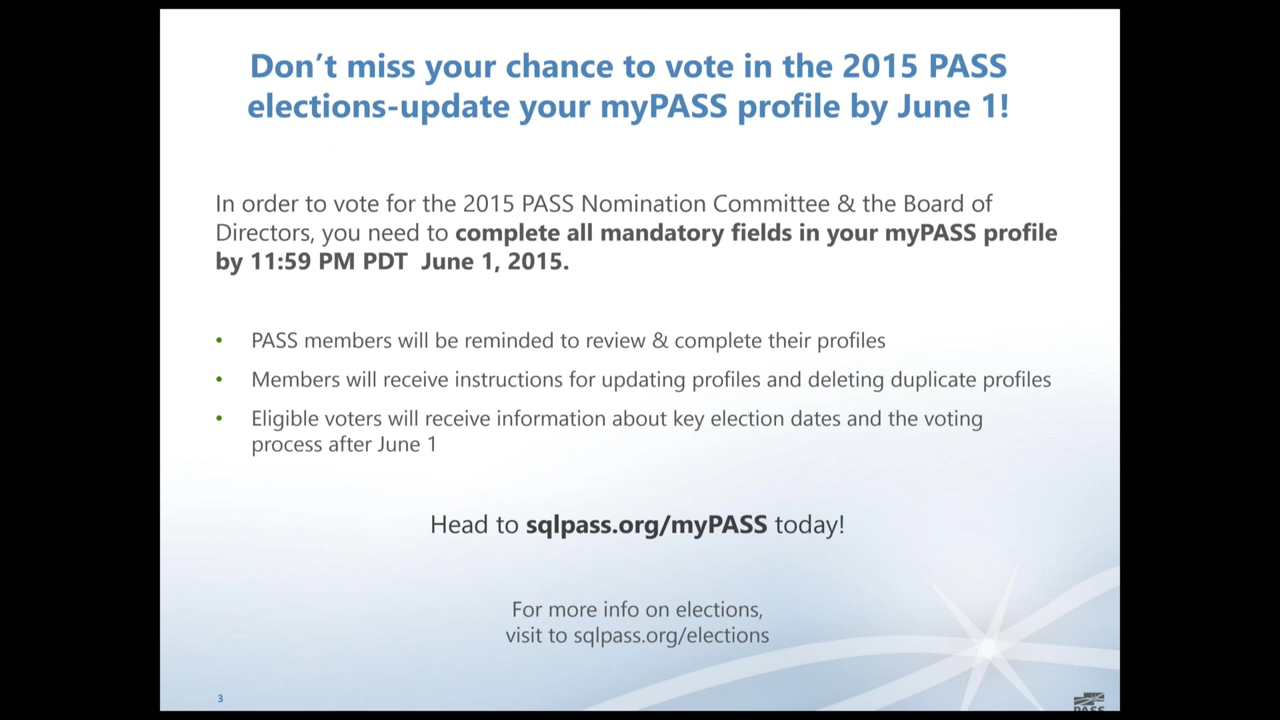 Don’t miss your chance to vote in the 2015 PASS
elections-update your myPASS profile by June 1!
In order to vote for the 2015 PASS Nomination Committee & the Board of
Directors, you need to complete all mandatory fields in your myPASS profile
by 11:59 PM PDT  June 1, 2015.
• PASS members will be reminded to review & complete their profiles
• Members will receive instructions for updating profiles and deleting duplicate profiles
• Eligible voters will receive information about key election dates and the voting
process after June 1
Head to sqlpass.org/myPASS today!
For more info on elections,
visit to sqlpass.org/elections
3
PASS